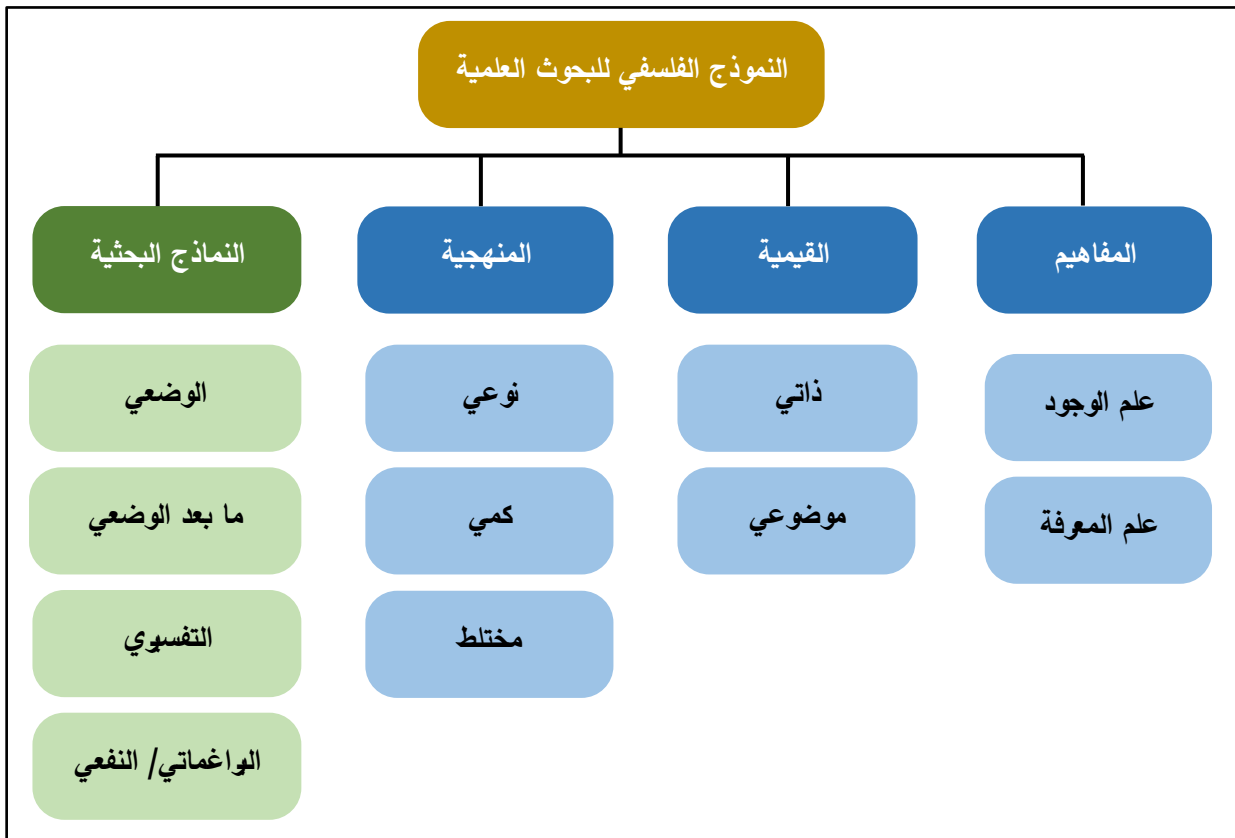 النموذج الفلسفي للبحوث العلمية
المفاهيم
القيمية
المنهجية
النماذج البحثية
علم الوجود
ذاتي
نوعي
الوضعي
علم المعرفة
موضوعي
كمي
ما بعد الوضعي
مختلط
التفسيري
البراغماتي/ النفعي